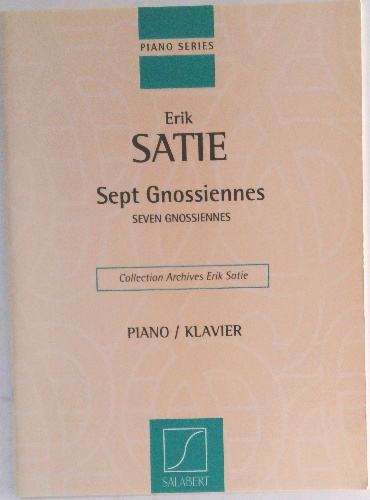 PIANO SERIES
Erik
SATIE
Sept Gnossiennes
SEVEN GNOSSIENNES
Collection Archives Erik Satie
PIANO / KLAVIER
SALABERT